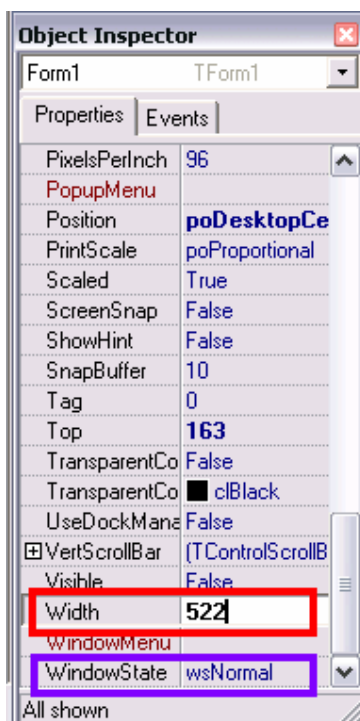 Object Inspector
Form1 TForm1
Properties Events
PixelsPerInch 96
PopupMenu
Position poDesktopCe
PrintScale poProportional
Scaled True
ScreenSnap False
ShowHint False
SnapBuffer 10
Tag 0
Top 163
TransparentCo False
TransparentCo clBlack
UseDockMana False
VertScrollBar (TControlScrollB
Visible False
Width 522
WindowMenu
WindowState wsNormal
All shown